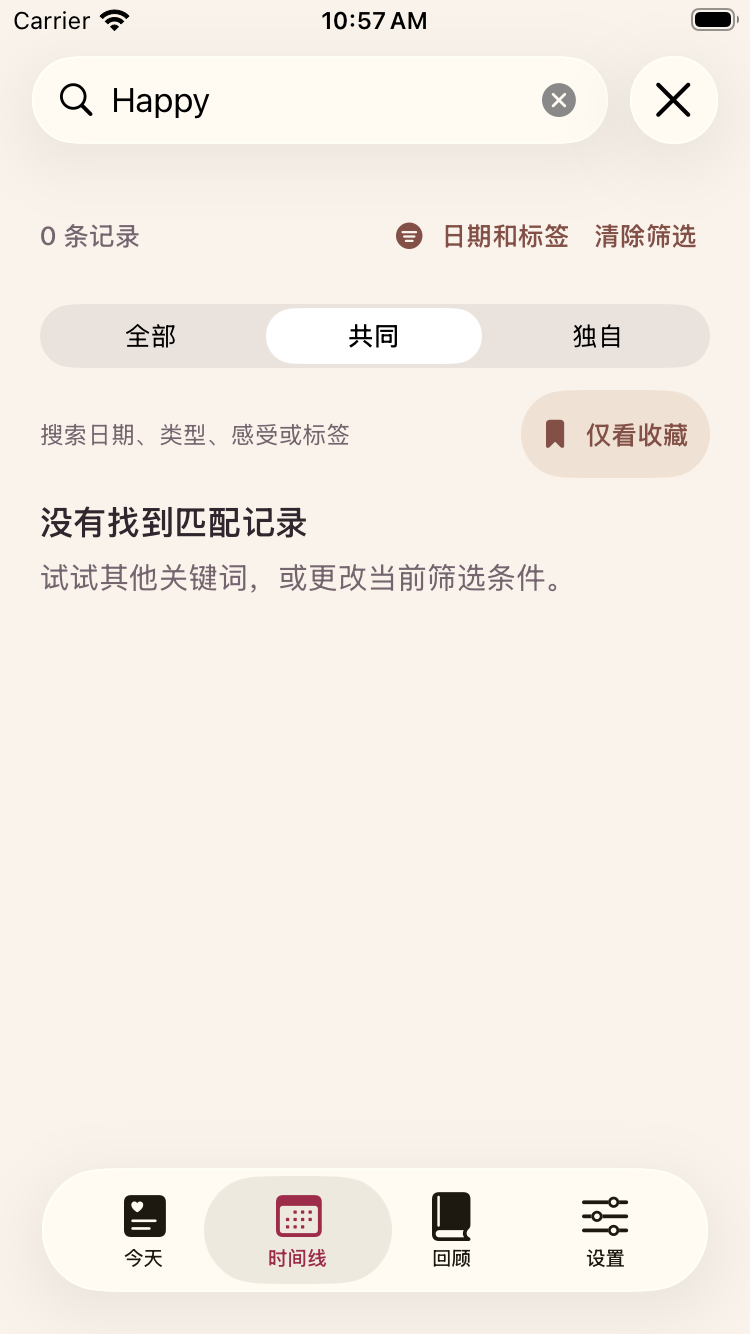 Carrier 10:57 AM
Happy
0 条记录 日期和标签 清除筛选
全部 共同 独自
搜索日期、类型、感受或标签 仅看收藏
没有找到匹配记录
试试其他关键词，或更改当前筛选条件。
今天 时间线 回顾 设置